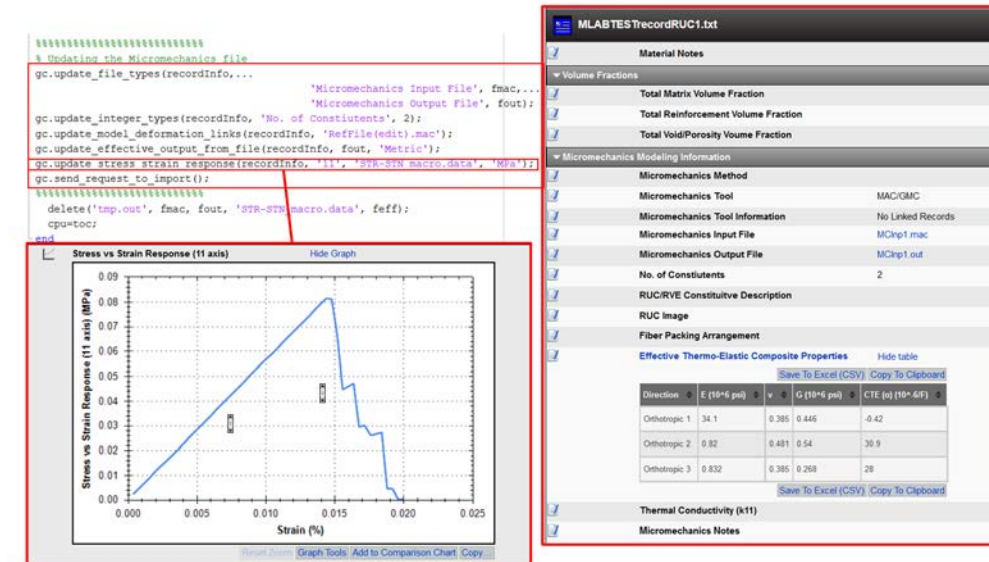 %%%%%%%%%%%%%%%%%%%%%%%%%%%
% Updating the Micromechanics file
gc.update_file_types(recordInfo,...
'Micromechanics Input File', fmac,...
'Micromechanics Output File', fout);
gc.update_integer_types(recordInfo, 'No. of Constiutents', 2);
gc.update_model_deformation_links(recordInfo, 'RefFile(edit).mac');
gc.update_effective_output_from_file(recordInfo, fout, 'Metric');
gc.update_stress_strain_response(recordInfo, '11', 'STR-STN_macro.data', 'MPa');
gc.send_request_to_import();
%%%%%%%%%%%%%%%%%%%%%%%%%%%
delete('tmp.out', fmac, fout, 'STR-STN_macro.data', feff);
cpu=toc;
end
Stress vs Strain Response (11 axis) Hide Graph
Stress vs Strain Response (11 axis) (MPa)
0.09
0.08
0.07
0.06
0.05
0.04
0.03
0.02
0.01
0.00
0.000 0.005 0.010 0.015 0.020 0.025
Strain (%)
Reset Zoom Graph Tools Add to Comparison Chart Copy...
MLABTESTrecordRUC1.txt
Material Notes
Volume Fractions
Total Matrix Volume Fraction
Total Reinforcement Volume Fraction
Total Void/Porosity Voume Fraction
Micromechanics Modeling Information
Micromechanics Method
Micromechanics Tool MAC/GMC
Micromechanics Tool Information No Linked Records
Micromechanics Input File MCInp1.mac
Micromechanics Output File MCInp1.out
No. of Constiutents 2
RUC/RVE Constituitve Description
RUC Image
Fiber Packing Arrangement
Effective Thermo-Elastic Composite Properties Hide table
Save To Excel (CSV) Copy To Clipboard
Direction E (10^6 psi) v G (10^6 psi) CTE (α) (10^-6/F)
Orthotropic 1 34.1 0.385 0.446 -0.42
Orthotropic 2 0.82 0.481 0.54 30.9
Orthotropic 3 0.832 0.385 0.268 28
Save To Excel (CSV) Copy To Clipboard
Thermal Conductivity (k11)
Micromechanics Notes